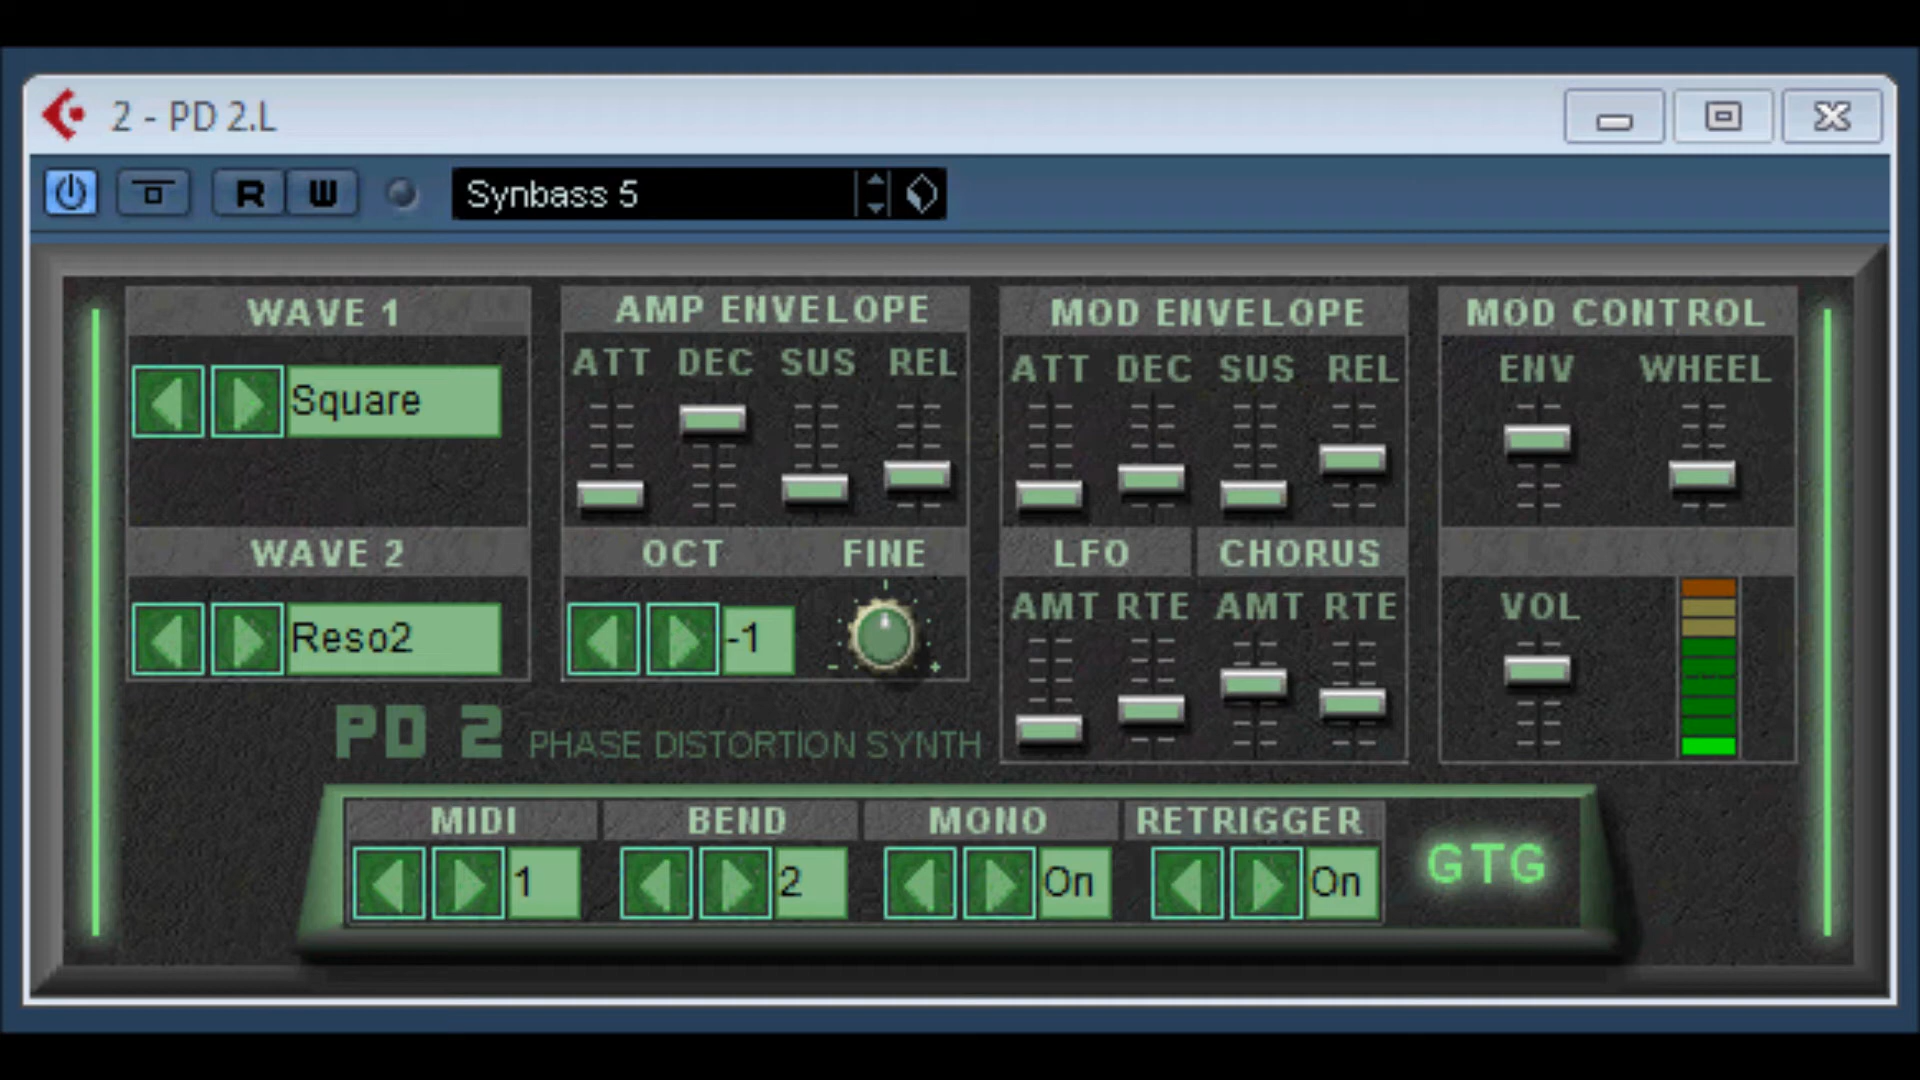 2 - PD 2.L
R W Synbass 5
WAVE 1 AMP ENVELOPE MOD ENVELOPE MOD CONTROL
ATT DEC SUS REL ATT DEC SUS REL ENV WHEEL
Square
WAVE 2 OCT FINE LFO CHORUS
AMT RTE AMT RTE VOL
Reso2 -1 - +
PD 2 PHASE DISTORTION SYNTH
MIDI BEND MONO RETRIGGER
1 2 On On GTG